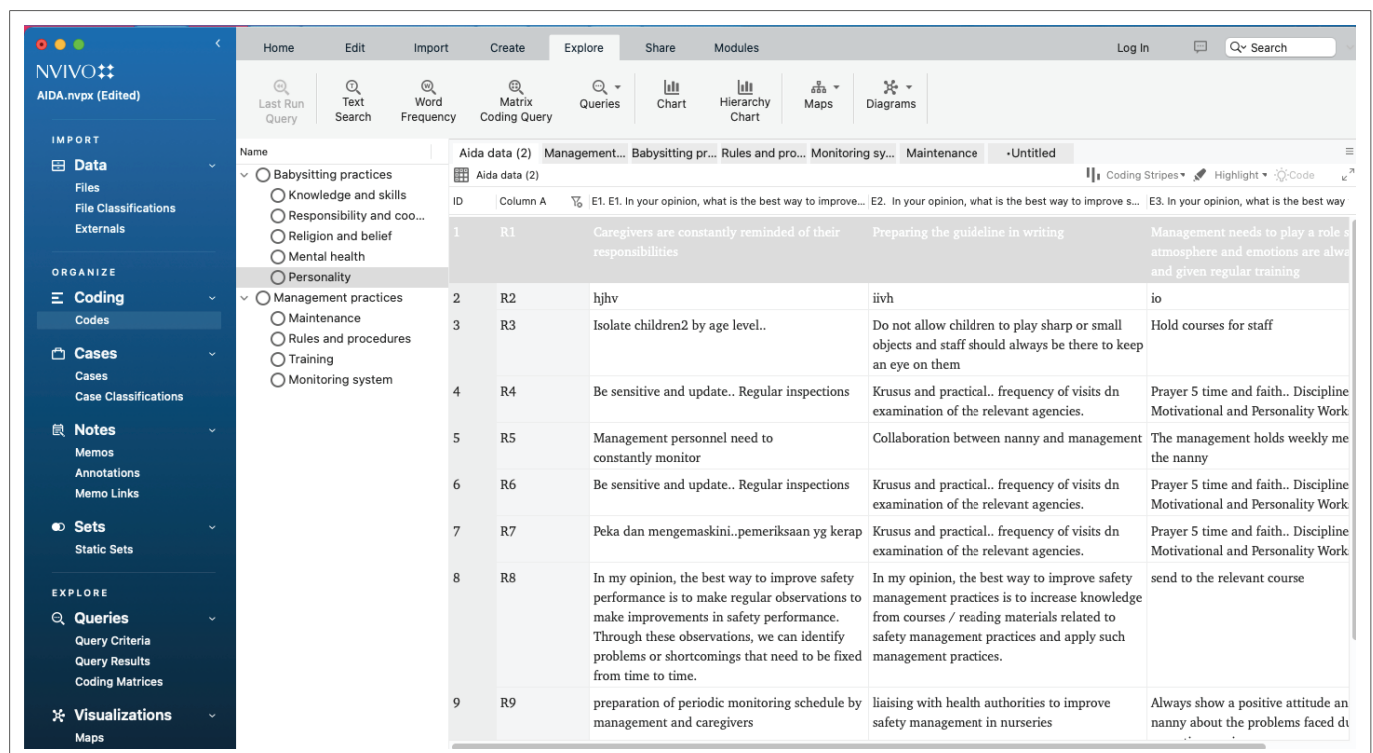 NVIVO
AIDA.nvpx (Edited)
IMPORT
Data
Files
File Classifications
Externals
ORGANIZE
Coding
Codes
Cases
Cases
Case Classifications
Notes
Memos
Annotations
Memo Links
Sets
Static Sets
EXPLORE
Queries
Query Criteria
Query Results
Coding Matrices
Visualizations
Maps
Home Edit Import Create Explore Share Modules Log In Search
Last Run
Query
Text
Search
Word
Frequency
Matrix
Coding Query
Queries
Chart
Hierarchy
Chart
Maps
Diagrams
Name
Babysitting practices
Knowledge and skills
Responsibility and coo...
Religion and belief
Mental health
Personality
Management practices
Maintenance
Rules and procedures
Training
Monitoring system
Aida data (2) Management... Babysitting pr... Rules and pro... Monitoring sy... Maintenance •Untitled
Aida data (2) Coding Stripes Highlight Code
ID Column A E1. E1. In your opinion, what is the best way to improve... E2. In your opinion, what is the best way to improve s... E3. In your opinion, what is the best way
1 R1
Caregivers are constantly reminded of their
responsibilities
Preparing the guideline in writing
Management needs to play a role s
atmosphere and emotions are alwa
and given regular training
2 R2 hjhv iivh io
3 R3
Isolate children2 by age level..
Do not allow children to play sharp or small
objects and staff should always be there to keep
an eye on them
Hold courses for staff
4 R4
Be sensitive and update.. Regular inspections
Krusus and practical.. frequency of visits dn
examination of the relevant agencies.
Prayer 5 time and faith.. Discipline
Motivational and Personality Work
5 R5
Management personnel need to
constantly monitor
Collaboration between nanny and management
The management holds weekly me
the nanny
6 R6
Be sensitive and update.. Regular inspections
Krusus and practical.. frequency of visits dn
examination of the relevant agencies.
Prayer 5 time and faith.. Discipline
Motivational and Personality Work
7 R7
Peka dan mengemaskini..pemeriksaan yg kerap
Krusus and practical.. frequency of visits dn
examination of the relevant agencies.
Prayer 5 time and faith.. Discipline
Motivational and Personality Work
8 R8
In my opinion, the best way to improve safety
performance is to make regular observations to
make improvements in safety performance.
Through these observations, we can identify
problems or shortcomings that need to be fixed
from time to time.
In my opinion, the best way to improve safety
management practices is to increase knowledge
from courses / reading materials related to
safety management practices and apply such
management practices.
send to the relevant course
9 R9
preparation of periodic monitoring schedule by
management and caregivers
liaising with health authorities to improve
safety management in nurseries
Always show a positive attitude an
nanny about the problems faced du